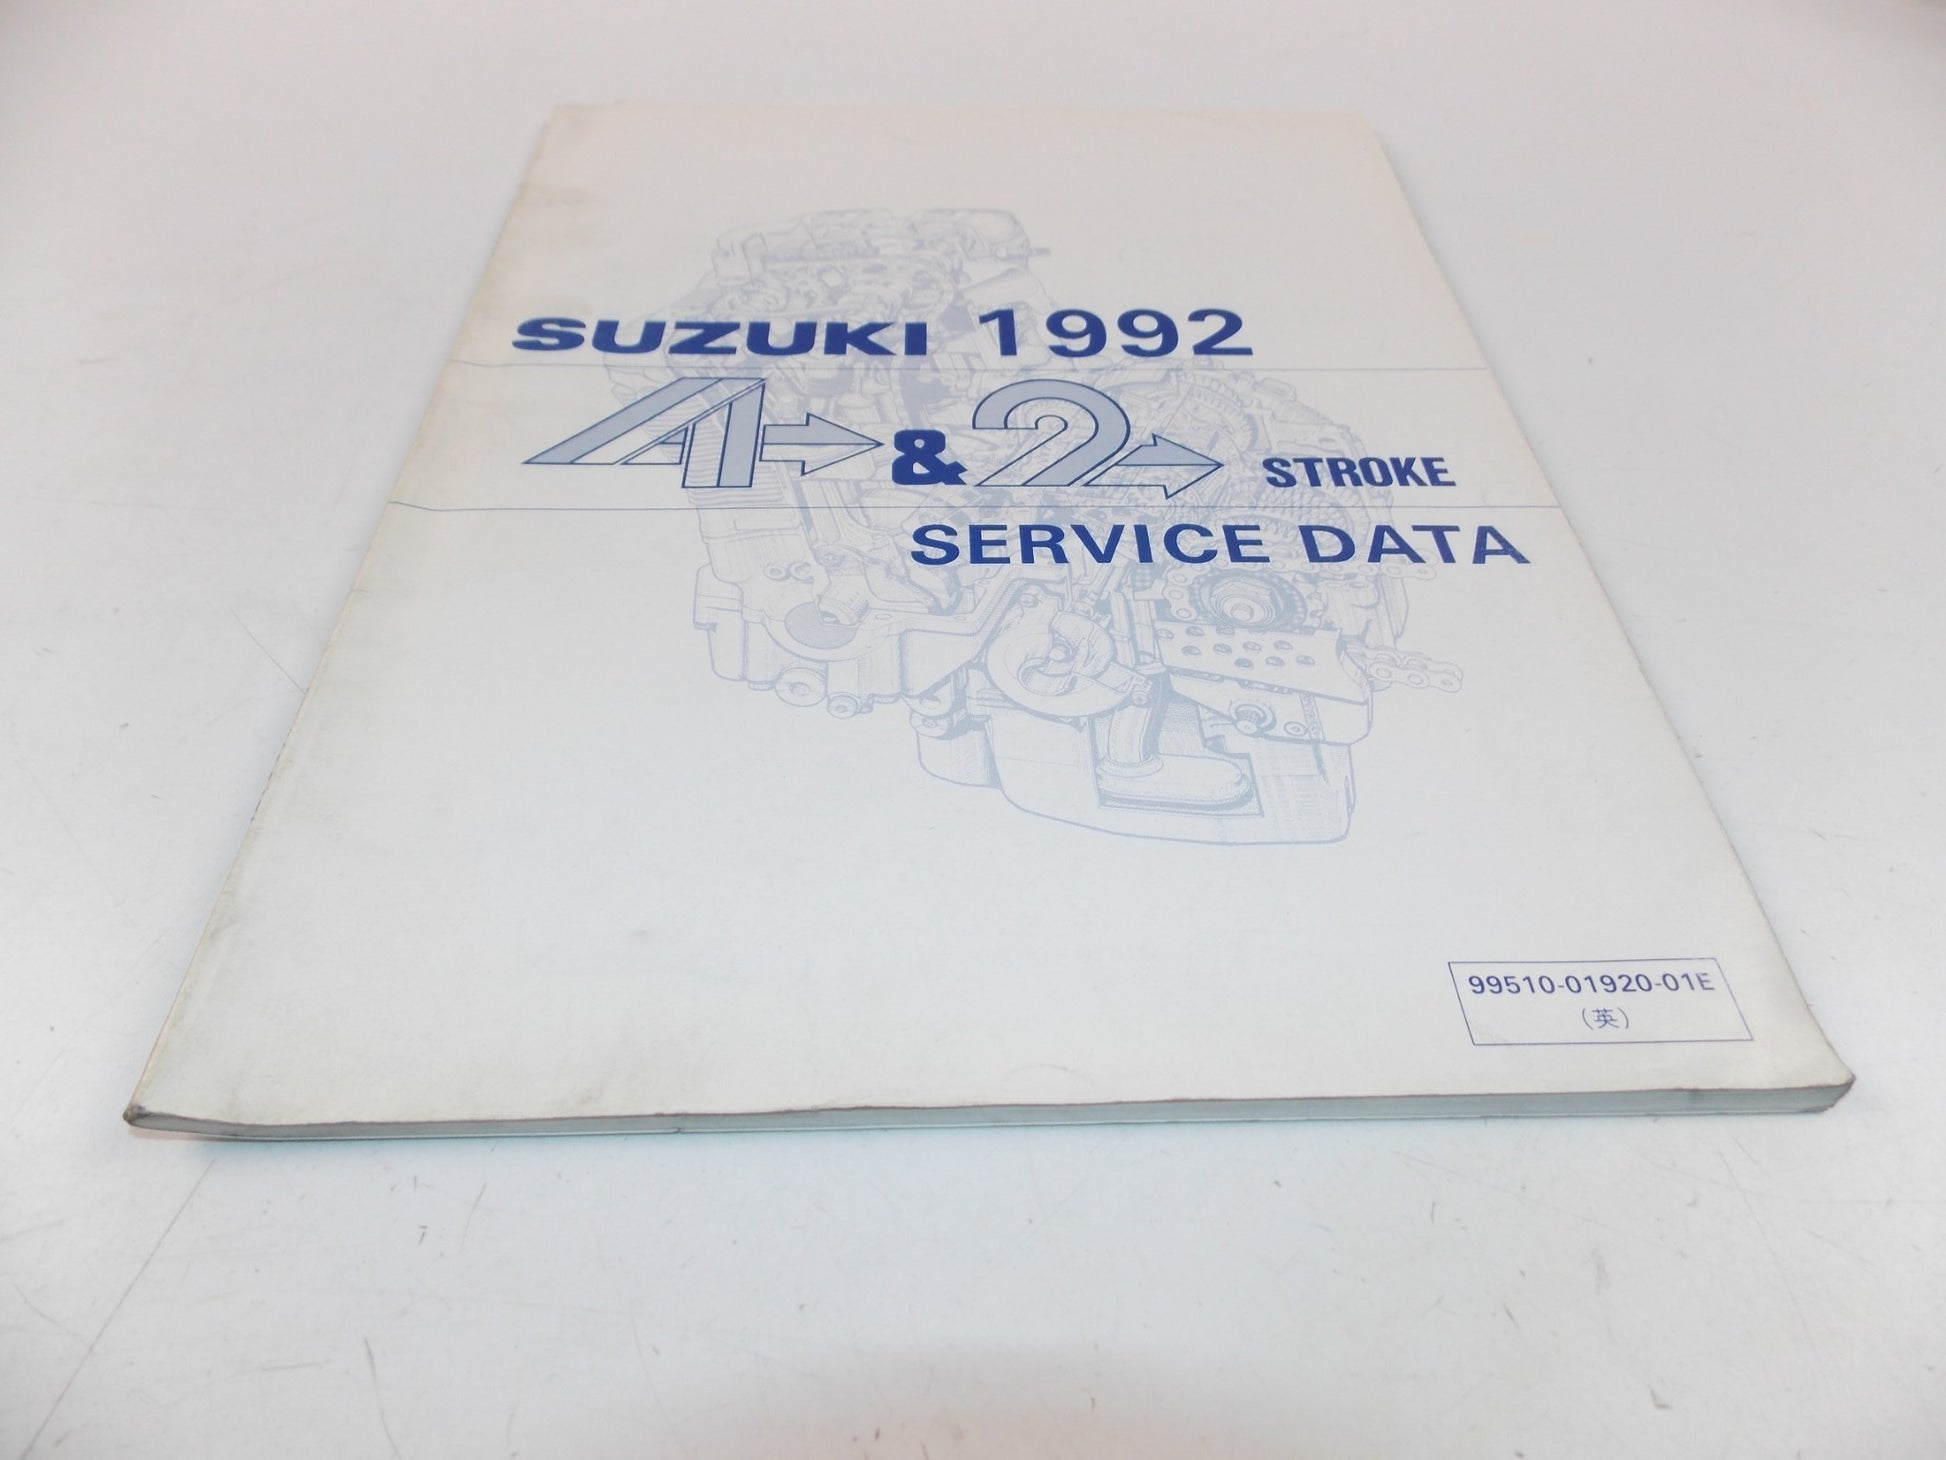 SUZUKI 1992
4 & 2 STROKE
SERVICE DATA
99510-01920-01E
(英)